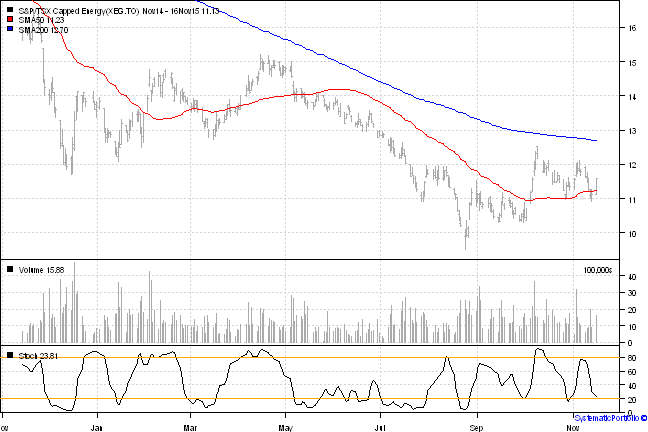 S&P/TSX Capped Energy(XEG.TO) Nov14 - 16Nov15 11.13
SMA50 11.23
SMA200 12.70
16
15
14
13
12
11
10
Volume 15.88
100,000s
40
30
20
10
0
Stoch 23.81
80
60
40
20
0
Jan
Mar
May
Jul
Sep
Nov
SystematicPortfolio ©